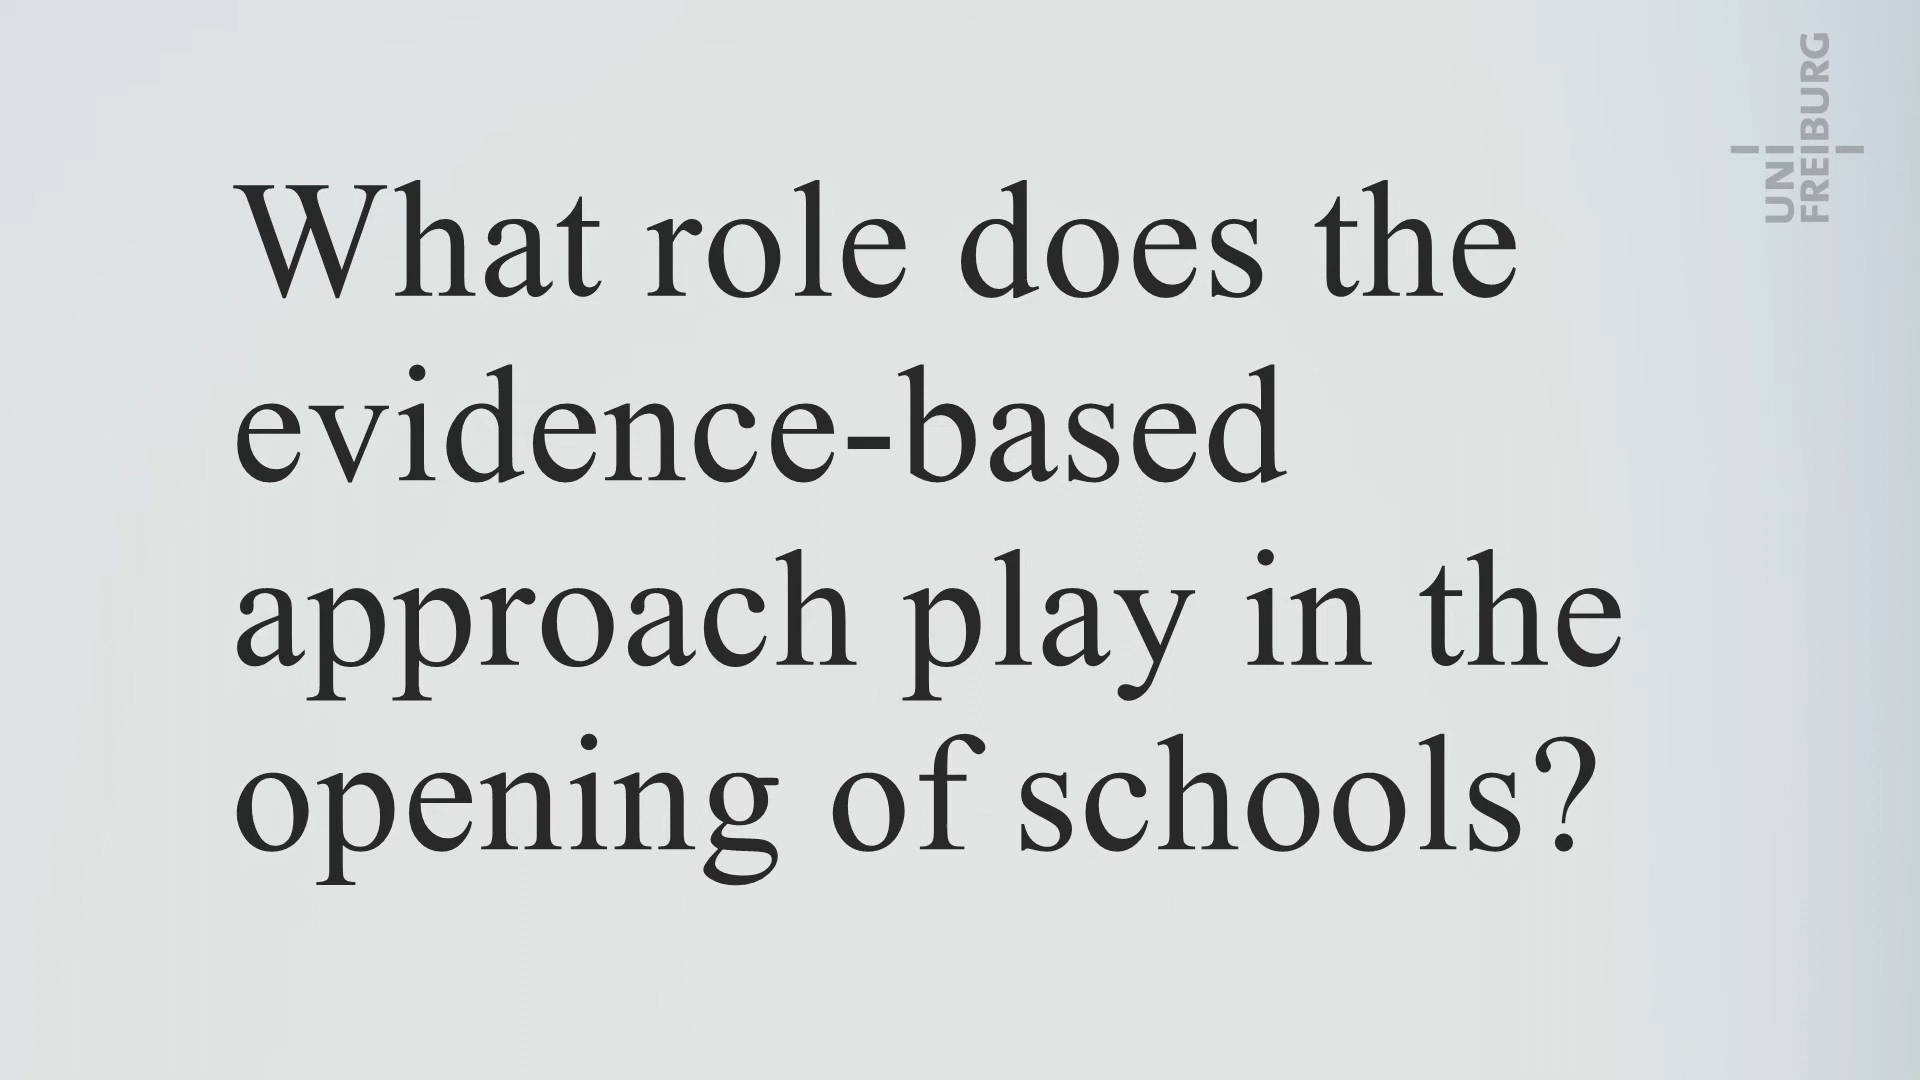 What role does the
evidence-based
approach play in the
opening of schools?
UNI
FREIBURG